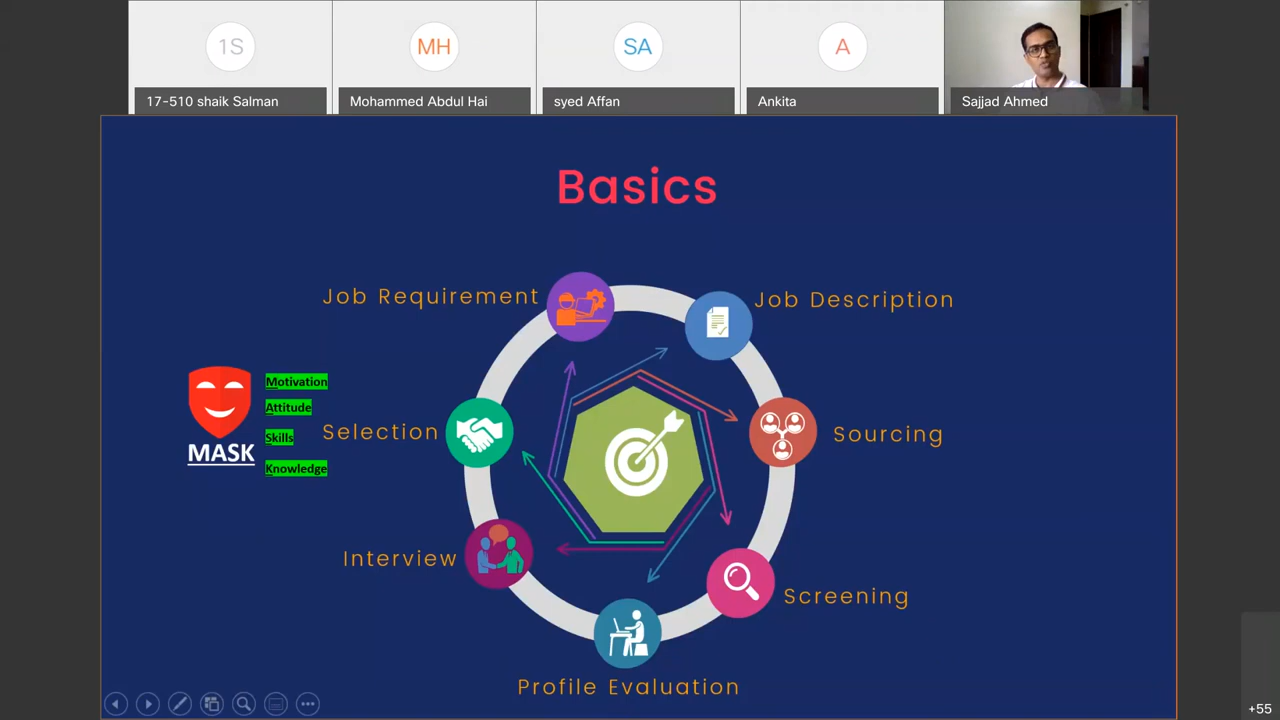 1S
MH
SA
A
17-510 shaik Salman
Mohammed Abdul Hai
syed Affan
Ankita
Sajjad Ahmed
Basics
Job Requirement
Job Description
Motivation
Attitude
Skills
Knowledge
MASK
Selection
Sourcing
Interview
Screening
Profile Evaluation
+55